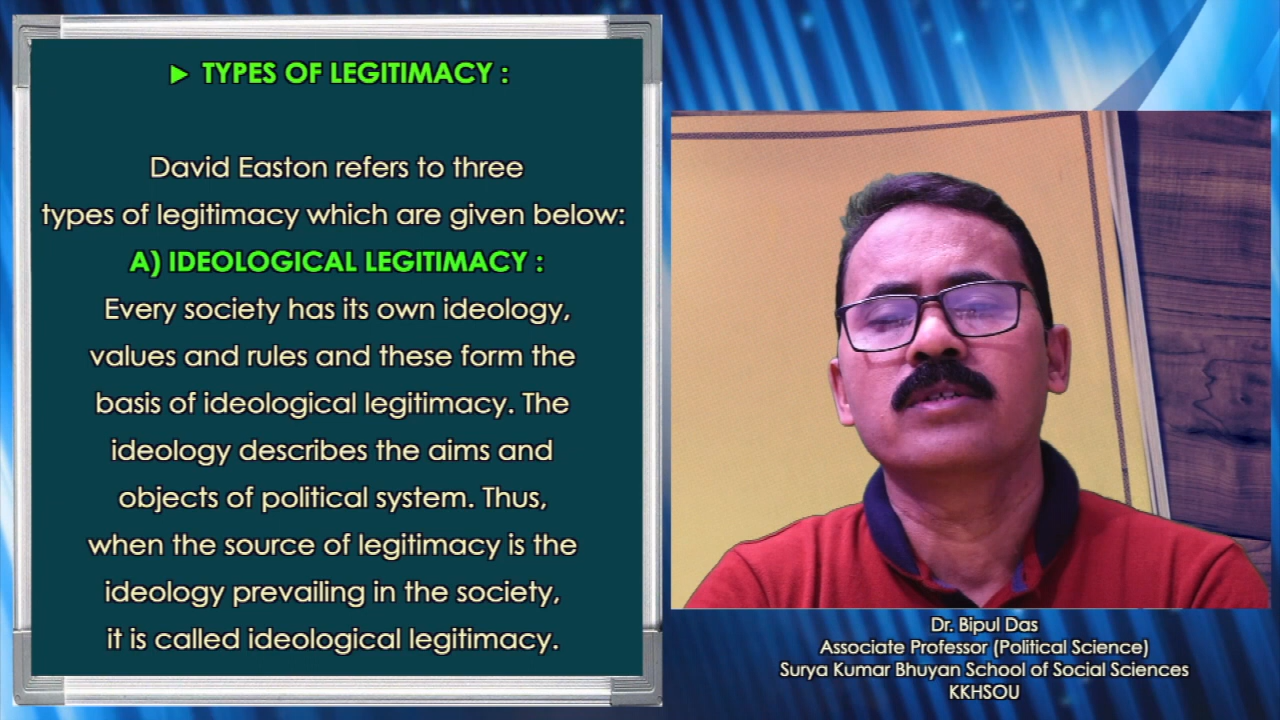 ► TYPES OF LEGITIMACY :
David Easton refers to three
types of legitimacy which are given below:
A) IDEOLOGICAL LEGITIMACY :
Every society has its own ideology,
values and rules and these form the
basis of ideological legitimacy. The
ideology describes the aims and
objects of political system. Thus,
when the source of legitimacy is the
ideology prevailing in the society,
it is called ideological legitimacy.
Dr. Bipul Das
Associate Professor (Political Science)
Surya Kumar Bhuyan School of Social Sciences
KKHSOU